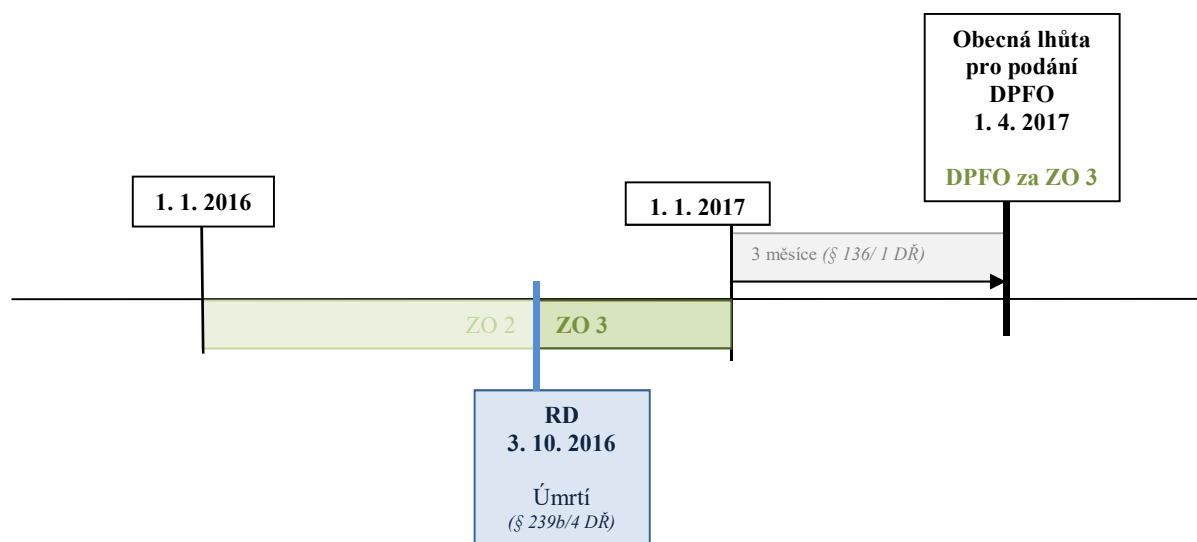 Obecná lhůta
pro podání
DPFO
1. 4. 2017
DPFO za ZO 3
1. 1. 2016
1. 1. 2017
3 měsíce (§ 136/ 1 DŘ)
ZO 2
ZO 3
RD
3. 10. 2016
Úmrtí
(§ 239b/4 DŘ)